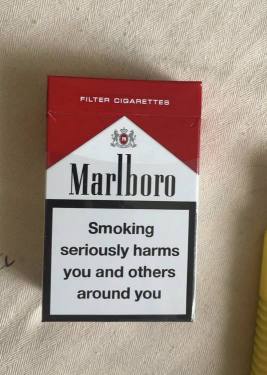 FILTER CIGARETTES
Marlboro
Smoking
seriously harms
you and others
around you